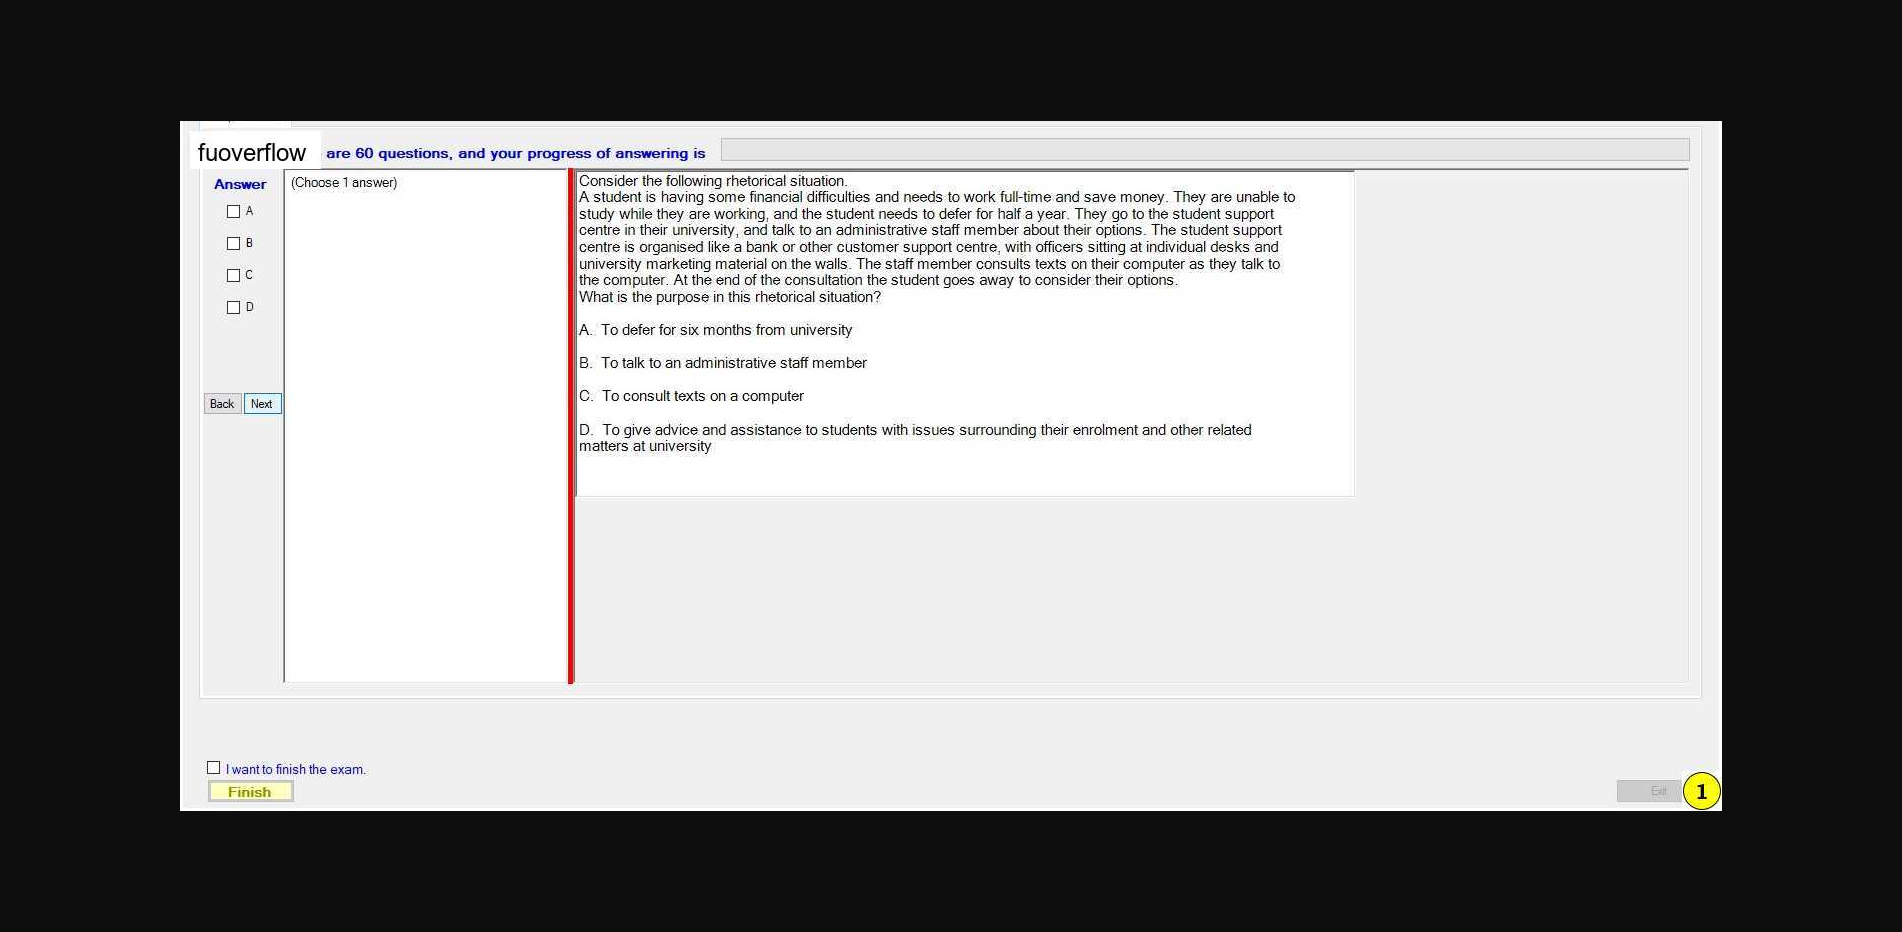 fuoverflow are 60 questions, and your progress of answering is
Answer
(Choose 1 answer)
A
B
C
D
Back Next
Consider the following rhetorical situation.
A student is having some financial difficulties and needs to work full-time and save money. They are unable to
study while they are working, and the student needs to defer for half a year. They go to the student support
centre in their university, and talk to an administrative staff member about their options. The student support
centre is organised like a bank or other customer support centre, with officers sitting at individual desks and
university marketing material on the walls. The staff member consults texts on their computer as they talk to
the computer. At the end of the consultation the student goes away to consider their options.
What is the purpose in this rhetorical situation?
A. To defer for six months from university
B. To talk to an administrative staff member
C. To consult texts on a computer
D. To give advice and assistance to students with issues surrounding their enrolment and other related
matters at university
I want to finish the exam.
Finish
Exit
1